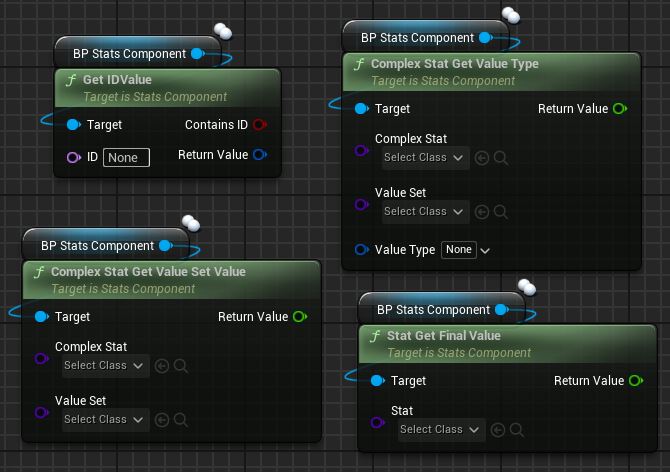 BP Stats Component
f Get IDValue
Target is Stats Component
Target Contains ID
ID None Return Value
BP Stats Component
f Complex Stat Get Value Type
Target is Stats Component
Target Return Value
Complex Stat
Select Class
Value Set
Select Class
Value Type None
BP Stats Component
f Complex Stat Get Value Set Value
Target is Stats Component
Target Return Value
Complex Stat
Select Class
Value Set
Select Class
BP Stats Component
f Stat Get Final Value
Target is Stats Component
Target Return Value
Stat
Select Class